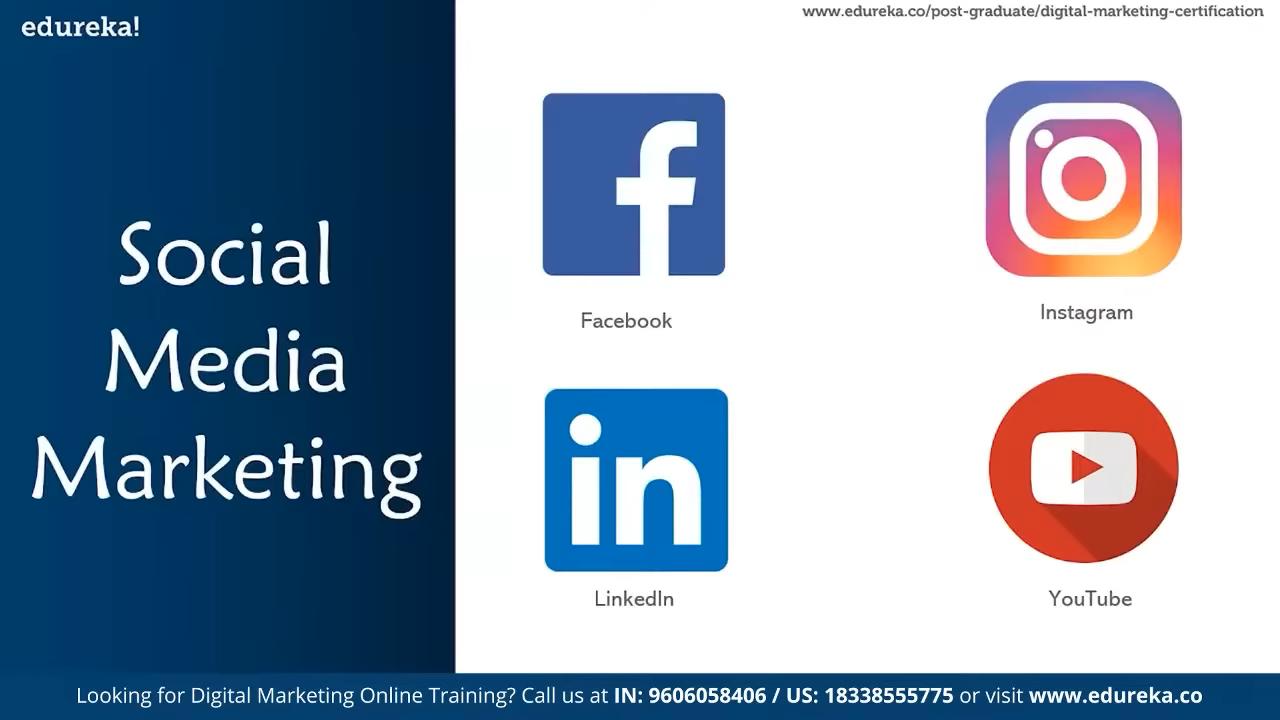 edureka!
www.edureka.co/post-graduate/digital-marketing-certification
Social
Media
Marketing
Facebook
Instagram
in
LinkedIn
YouTube
Looking for Digital Marketing Online Training? Call us at IN: 9606058406 / US: 18338555775 or visit www.edureka.co